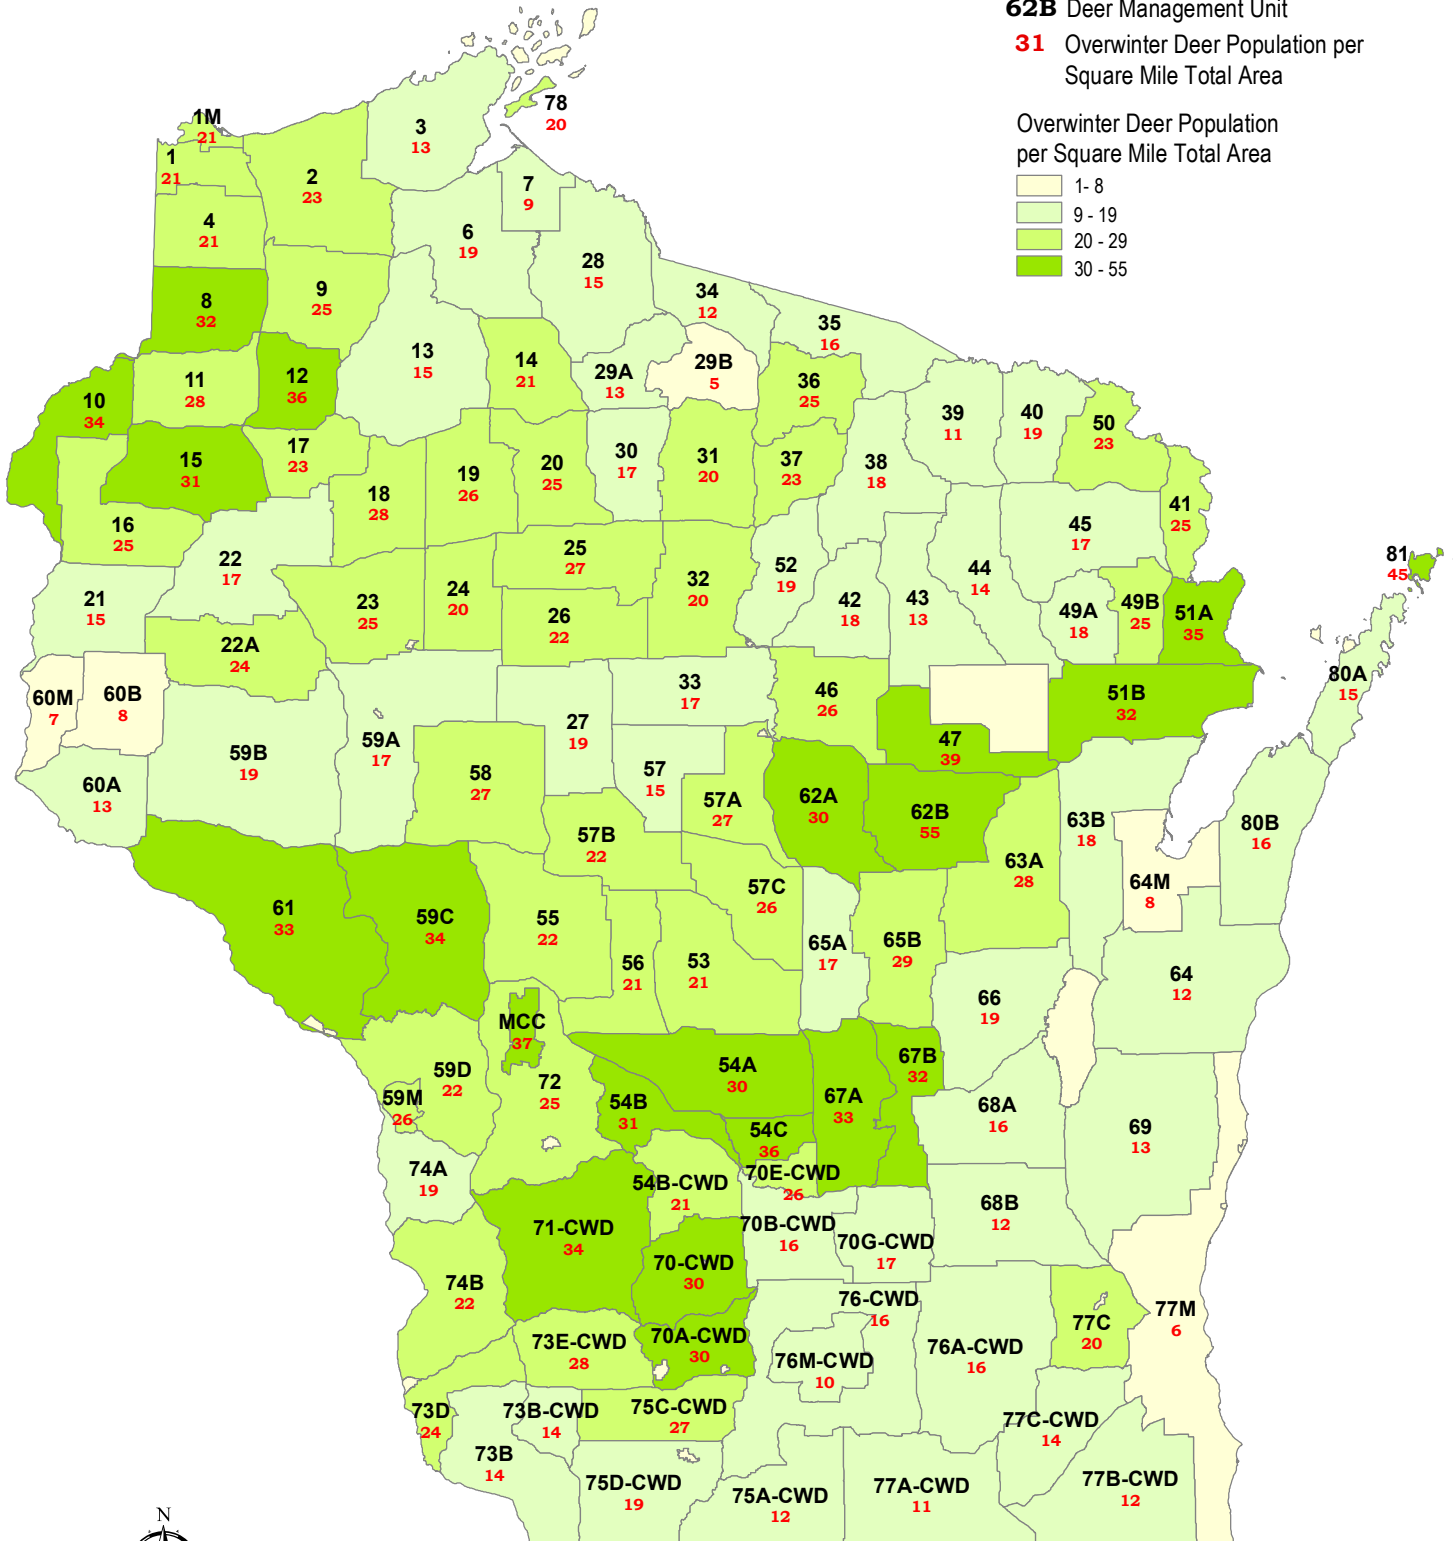 62B Deer Management Unit
31 Overwinter Deer Population per
Square Mile Total Area
Overwinter Deer Population
per Square Mile Total Area
1- 8
9 - 19
20 - 29
30 - 55
1M
21
78
20
3
13
1
21
2
23
7
9
4
21
6
19
28
15
8
32
9
25
34
12
35
16
13
15
14
21
29A
13
29B
5
11
28
12
36
36
25
10
34
39
11
40
19
50
23
17
23
15
31
30
17
31
20
37
23
38
18
19
26
20
25
18
28
41
25
16
25
45
17
22
17
25
27
81
45
52
19
44
14
32
20
24
20
21
15
23
25
42
18
43
13
49A
18
49B
25
51A
35
26
22
22A
24
80A
15
60M
7
60B
8
33
17
46
26
51B
32
27
19
59A
17
47
39
59B
19
58
27
57
15
60A
13
62A
30
57A
27
62B
55
63B
18
80B
16
57B
22
63A
28
64M
8
57C
26
61
33
59C
34
55
22
65A
17
65B
29
56
21
53
21
64
12
66
19
MCC
37
67B
32
54A
30
59D
22
72
25
59M
26
54B
31
67A
33
68A
16
54C
36
69
13
74A
19
70E-CWD
26
54B-CWD
21
68B
12
71-CWD
34
70B-CWD
16
70G-CWD
17
70-CWD
30
74B
22
76-CWD
16
77M
6
77C
20
70A-CWD
30
73E-CWD
28
76A-CWD
16
76M-CWD
10
75C-CWD
27
73D
24
73B-CWD
14
77C-CWD
14
73B
14
75D-CWD
19
77B-CWD
12
77A-CWD
11
75A-CWD
12
N